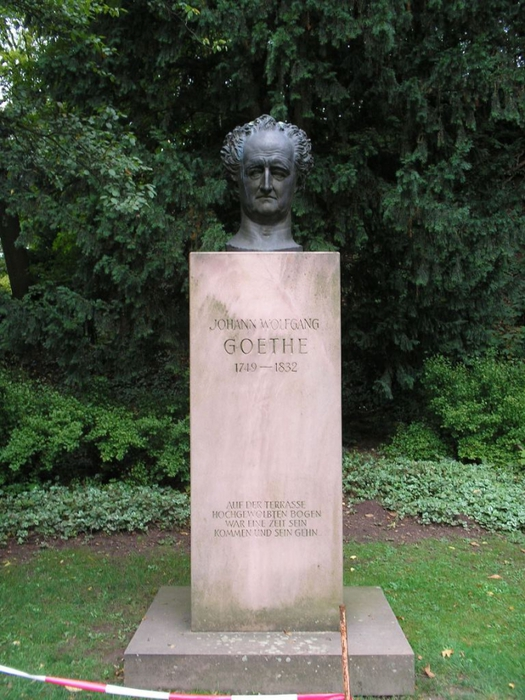 JOHANN WOLFGANG
GOETHE
1749—1832
AUF DER TERRASSE
HOCHGEWÖLBTEN BOGEN
WAR EINE ZEIT SEIN
KOMMEN UND SEIN GEHN